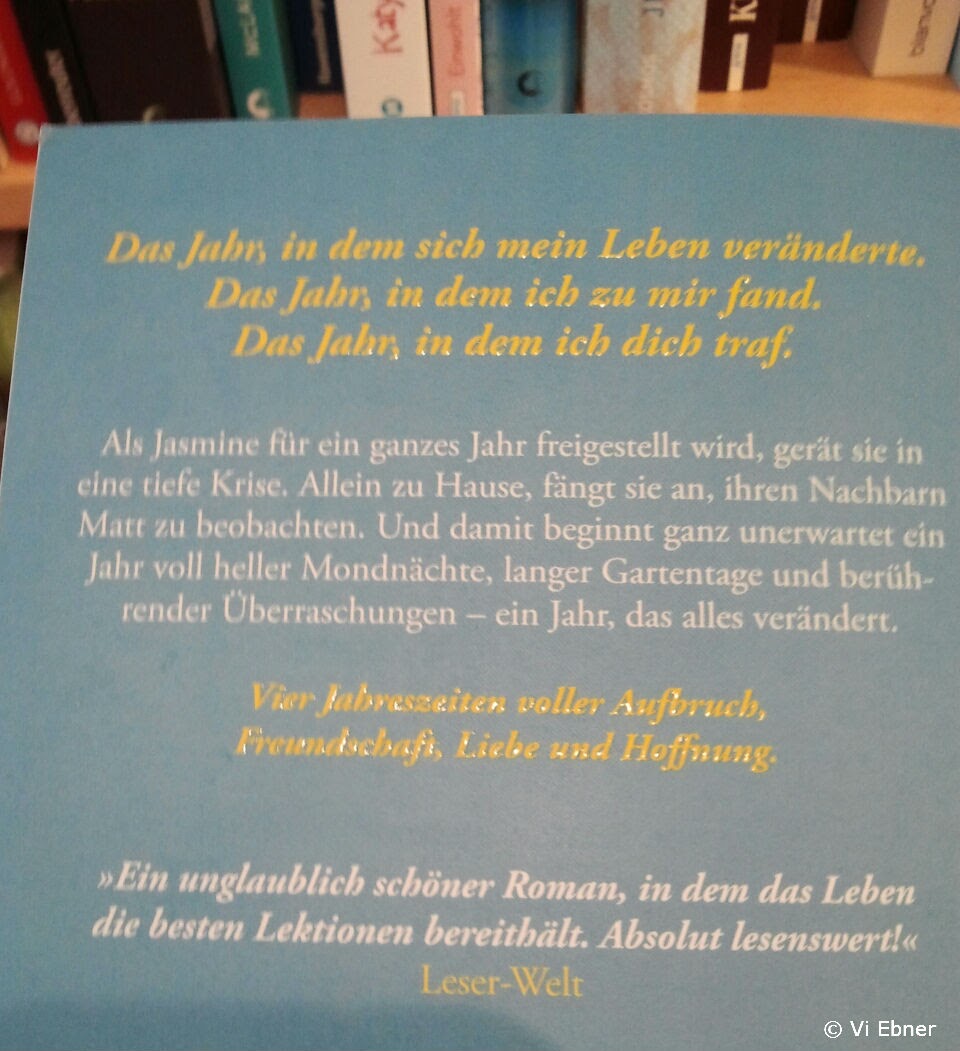 Katy
Das Jahr, in dem sich mein Leben veränderte.
Das Jahr, in dem ich zu mir fand.
Das Jahr, in dem ich dich traf.
Als Jasmine für ein ganzes Jahr freigestellt wird, gerät sie in
eine tiefe Krise. Allein zu Hause, fängt sie an, ihren Nachbarn
Matt zu beobachten. Und damit beginnt ganz unerwartet ein
Jahr voll heller Mondnächte, langer Gartentage und berüh-
render Überraschungen – ein Jahr, das alles verändert.
Vier Jahreszeiten voller Aufbruch,
Freundschaft, Liebe und Hoffnung.
»Ein unglaublich schöner Roman, in dem das Leben
die besten Lektionen bereithält. Absolut lesenswert!«
Leser-Welt
© Vi Ebner